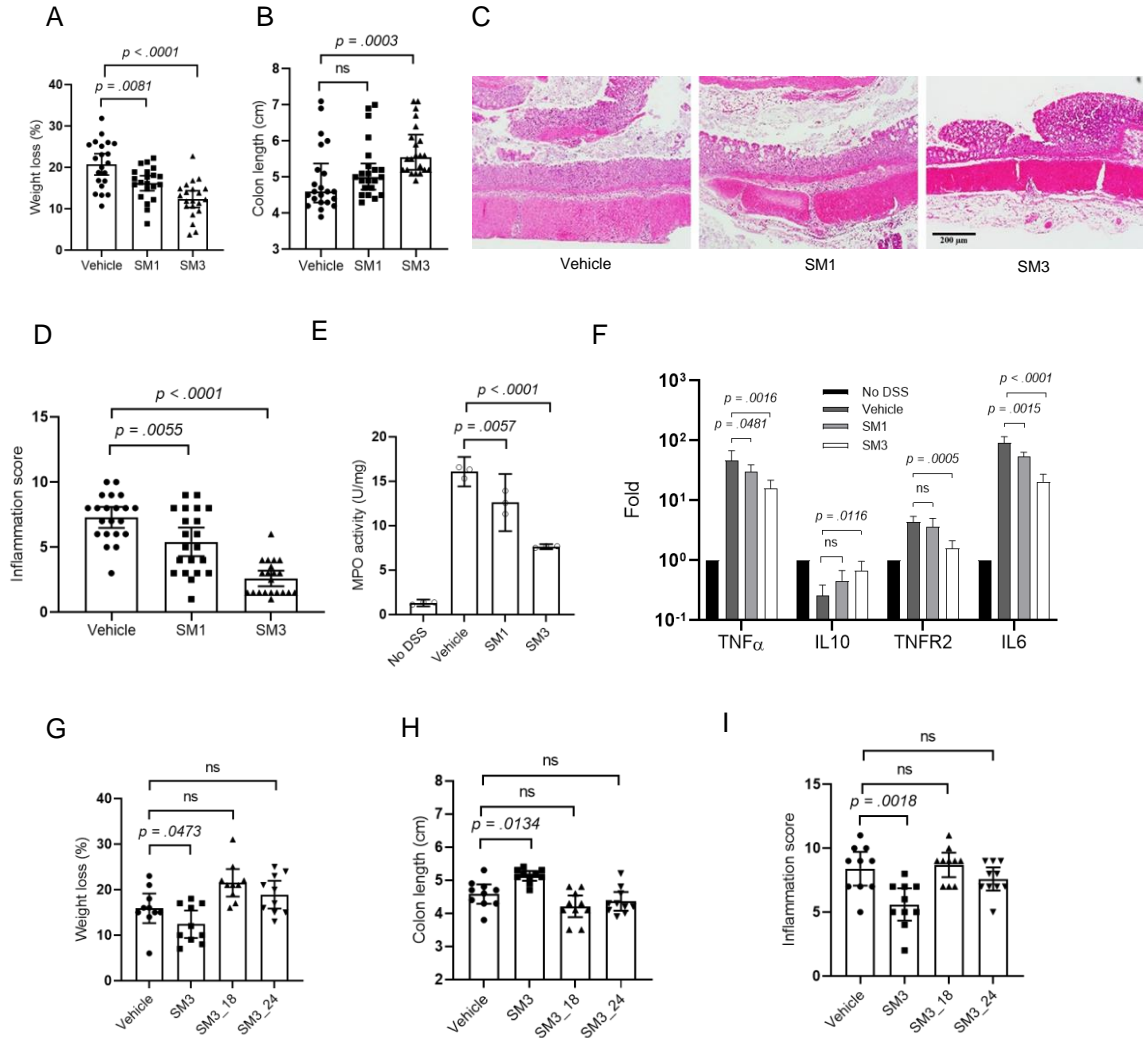 A
p < .0001
p = .0081
Weight loss (%)
40
30
20
10
0
Vehicle SM1 SM3
B
p = .0003
ns
Colon length (cm)
8
7
6
5
4
3
Vehicle SM1 SM3
C
200 µm
Vehicle SM1 SM3
D
p < .0001
p = .0055
Inflammation score
15
10
5
0
Vehicle SM1 SM3
E
p < .0001
p = .0057
MPO activity (U/mg)
20
15
10
5
0
No DSS Vehicle SM1 SM3
F
No DSS
Vehicle
SM1
SM3
p = .0016
p = .0481
p = .0116
ns
p = .0005
ns
p < .0001
p = .0015
Fold
10³
10²
10¹
10⁰
10⁻¹
TNFα IL10 TNFR2 IL6
G
ns
ns
p = .0473
Weight loss (%)
40
30
20
10
0
Vehicle SM3 SM3_18 SM3_24
H
ns
ns
p = .0134
Colon length (cm)
8
7
6
5
4
3
2
Vehicle SM3 SM3_18 SM3_24
I
ns
ns
p = .0018
Inflammation score
15
10
5
0
Vehicle SM3 SM3_18 SM3_24